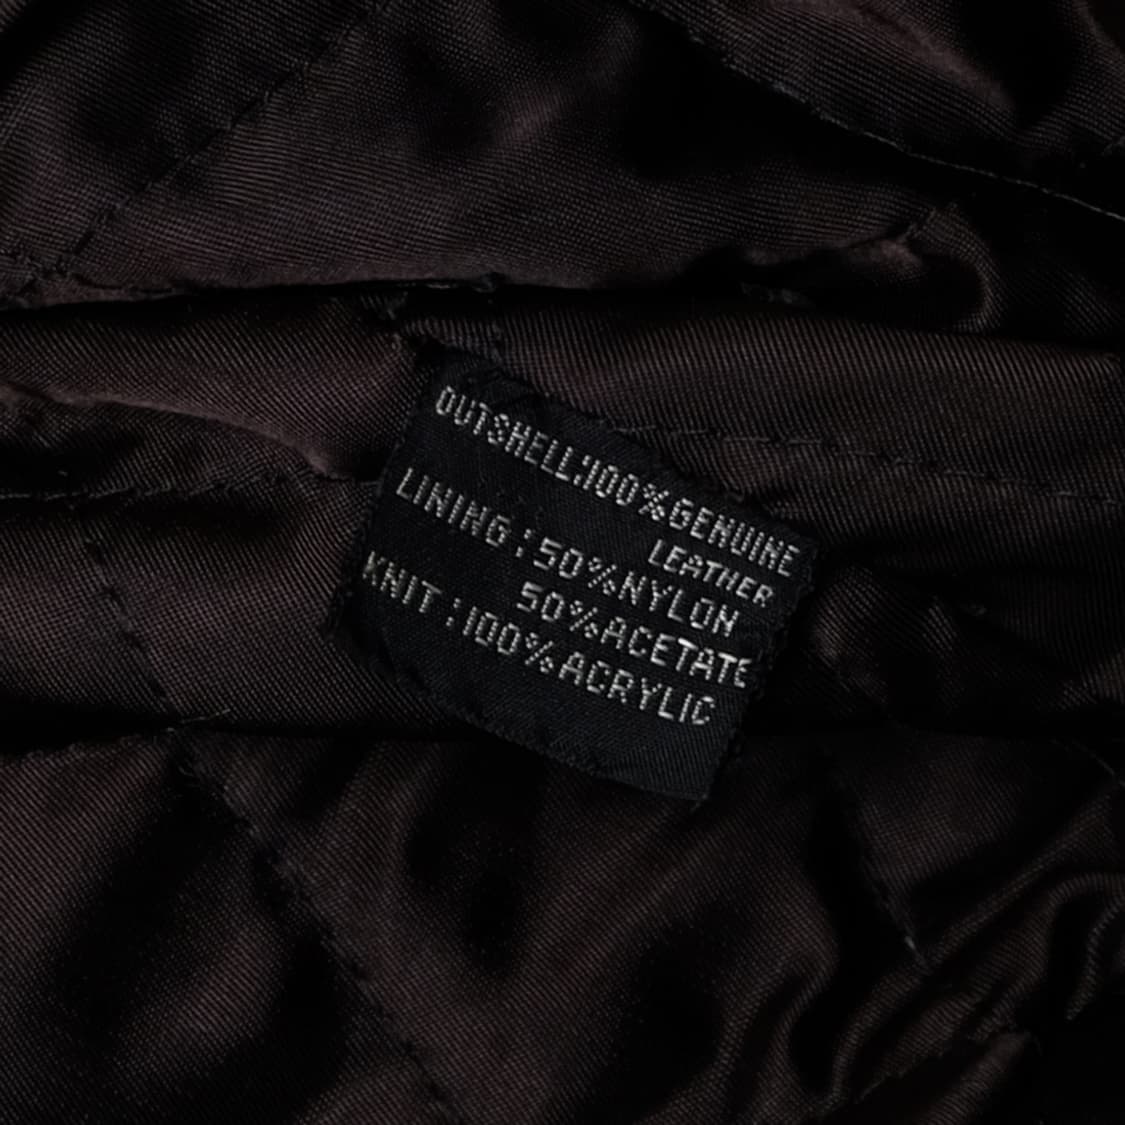 OUTSHELL:100%GENUINE
LEATHER
LINING:50%NYLON
50%ACETATE
KNIT:100%ACRYLIC